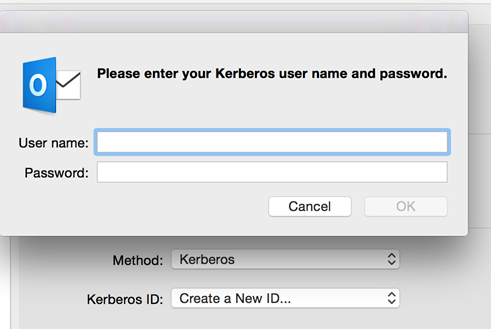 Please enter your Kerberos user name and password.
User name:
Password:
Cancel OK
Method: Kerberos
Kerberos ID: Create a New ID...